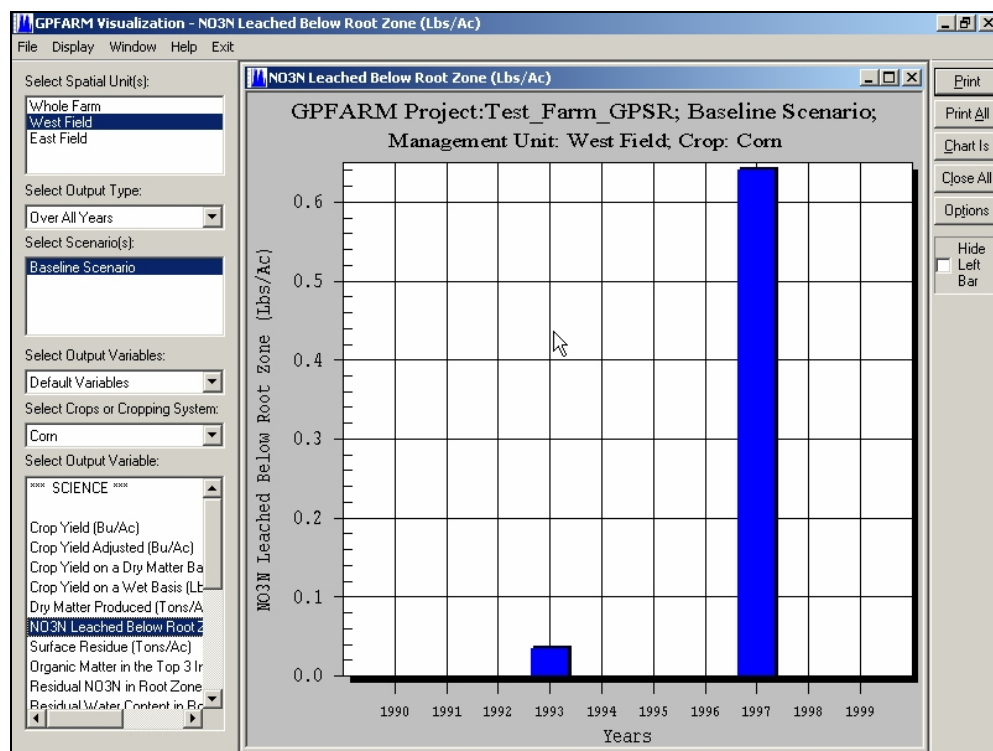 GPFARM Visualization - NO3N Leached Below Root Zone (Lbs/Ac)
File Display Window Help Exit
Select Spatial Unit(s):
Whole Farm
West Field
East Field
Select Output Type:
Over All Years
Select Scenario(s):
Baseline Scenario
Select Output Variables:
Default Variables
Select Crops or Cropping System:
Corn
Select Output Variable:
*** SCIENCE ***
Crop Yield (Bu/Ac)
Crop Yield Adjusted (Bu/Ac)
Crop Yield on a Dry Matter Ba
Crop Yield on a Wet Basis (Lb
Dry Matter Produced (Tons/A
NO3N Leached Below Root Z
Surface Residue (Tons/Ac)
Organic Matter in the Top 3 In
Residual NO3N in Root Zone
Residual Water Content in Ro
NO3N Leached Below Root Zone (Lbs/Ac)
GPFARM Project:Test_Farm_GPSR; Baseline Scenario;
Management Unit: West Field; Crop: Corn
NO3N Leached Below Root Zone (Lbs/Ac)
0.6
0.5
0.4
0.3
0.2
0.1
0.0
1990 1991 1992 1993 1994 1995 1996 1997 1998 1999
Years
Print
Print All
Chart Is
Close All
Options
Hide
Left
Bar